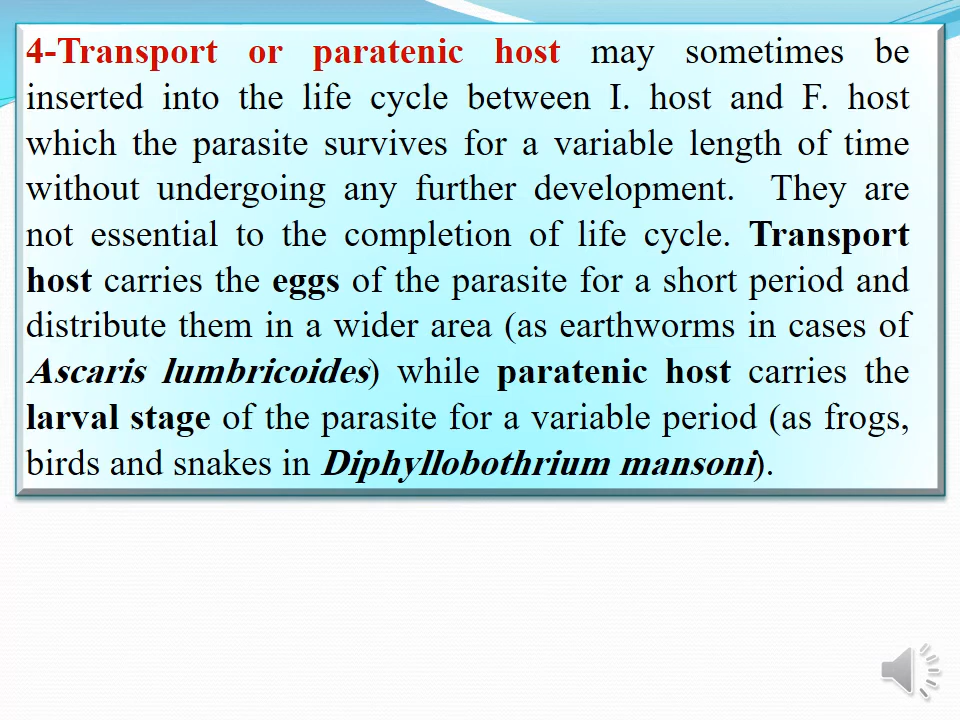 4-Transport or paratenic host may sometimes be
inserted into the life cycle between I. host and F. host
which the parasite survives for a variable length of time
without undergoing any further development. They are
not essential to the completion of life cycle. Transport
host carries the eggs of the parasite for a short period and
distribute them in a wider area (as earthworms in cases of
Ascaris lumbricoides) while paratenic host carries the
larval stage of the parasite for a variable period (as frogs,
birds and snakes in Diphyllobothrium mansoni).